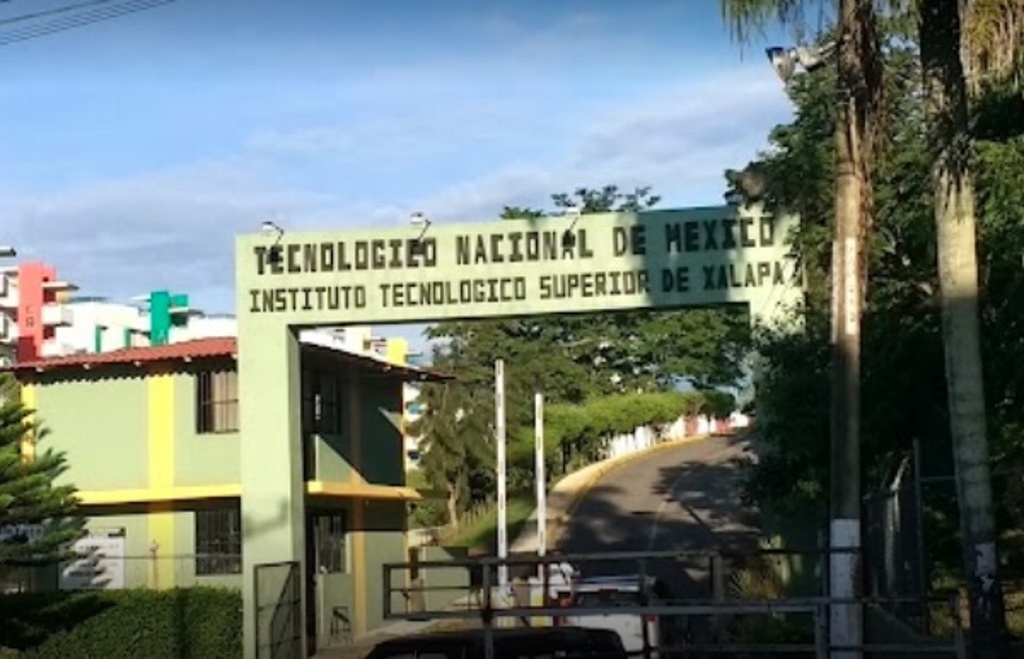 TECNOLOGICO NACIONAL DE MEXICO
INSTITUTO TECNOLOGICO SUPERIOR DE XALAPA